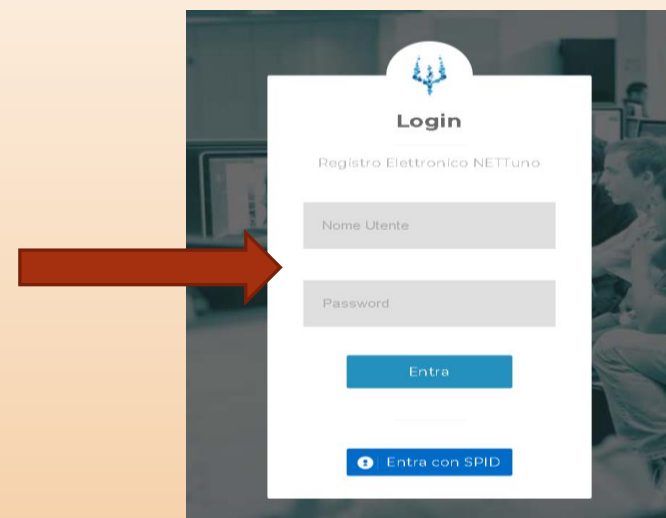 Login
Registro Elettronico NETTuno
Nome Utente
Password
Entra
Entra con SPID